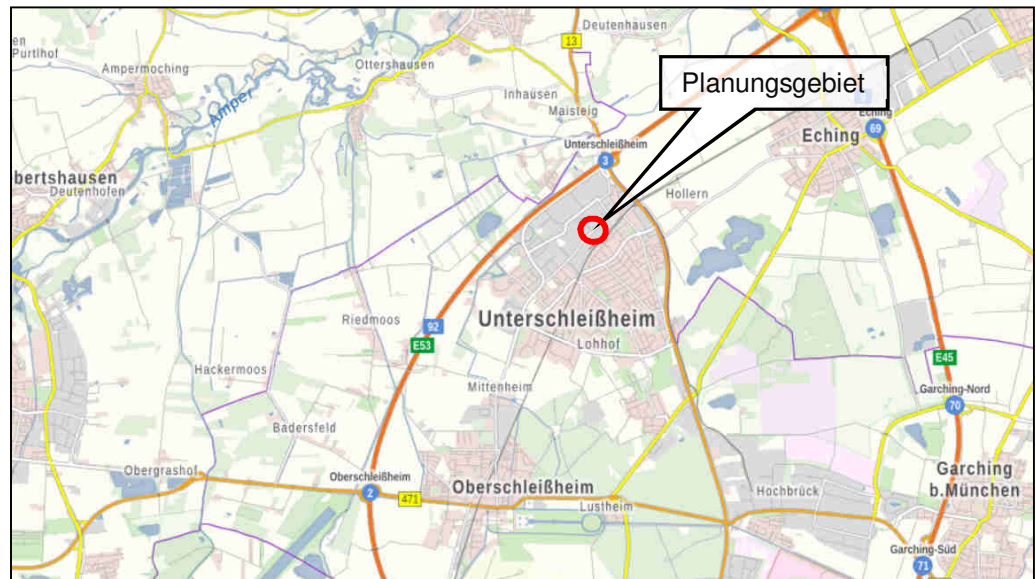 Deutenhausen
en
Purtlhof
13
Ampermoching
Ottershausen
Planungsgebiet
Inhausen
Amper
Maisteig
Eching
69
Eching
Unterschleißheim
3
bertshausen
Deutenhofen
Hollern
Riedmoos
92
Unterschleißheim
E53
Lohhof
E45
Hackermoos
Mittenheim
Garching-Nord
70
Badersfeld
Obergrashof
Oberschleißheim
2
471
Oberschleißheim
Lustheim
Hochbrück
Garching
b.München
Garching-Süd
71